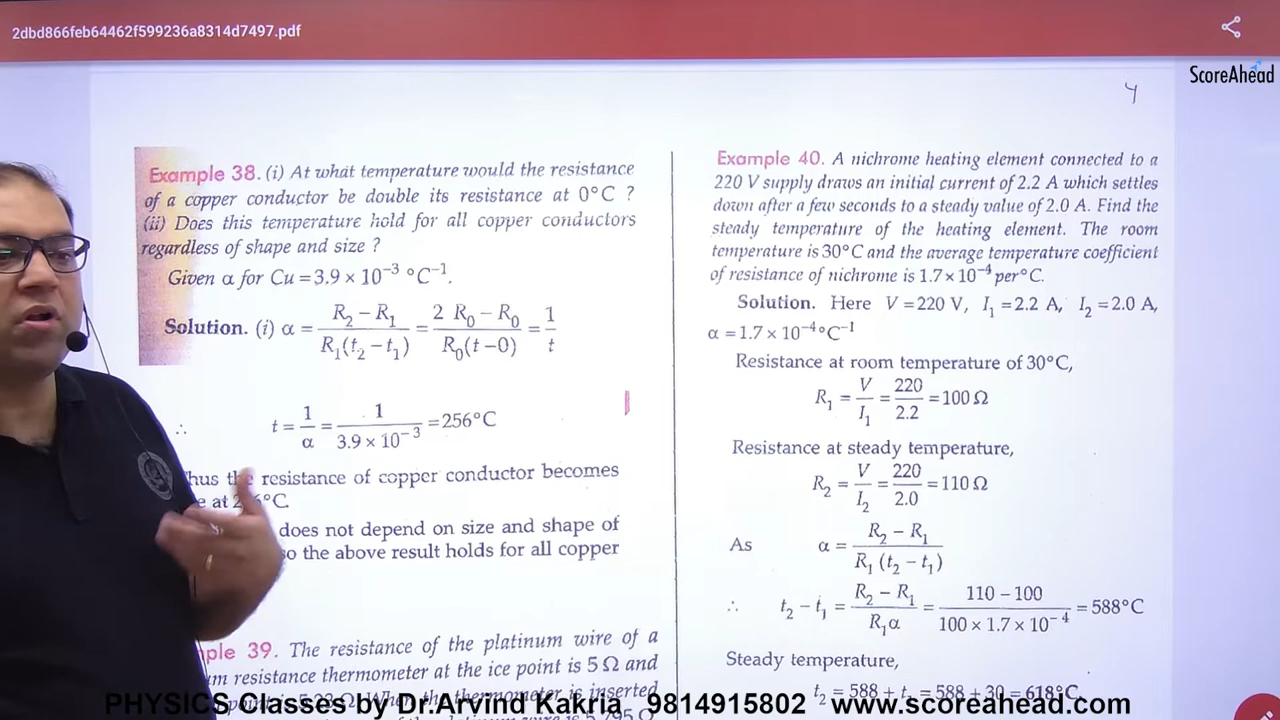 2dbd866feb64462f599236a8314d7497.pdf
ScoreAhead
4
Example 38. (i) At what temperature would the resistance
of a copper conductor be double its resistance at 0°C ?
(ii) Does this temperature hold for all copper conductors
regardless of shape and size ?
Given α for Cu = 3.9 × 10⁻³ °C⁻¹.
Solution. (i) α = (R₂ − R₁)/(R₁(t₂ − t₁)) = (2 R₀ − R₀)/(R₀(t − 0)) = 1/t
∴ t = 1/α = 1/(3.9 × 10⁻³) = 256°C
the resistance of copper conductor becomes
at
does not depend on size and shape of
so the above result holds for all copper
39. The resistance of the platinum wire of a
resistance thermometer at the ice point is 5 Ω and
Example 40. A nichrome heating element connected to a
220 V supply draws an initial current of 2.2 A which settles
down after a few seconds to a steady value of 2.0 A. Find the
steady temperature of the heating element. The room
temperature is 30°C and the average temperature coefficient
of resistance of nichrome is 1.7 × 10⁻⁴ per °C.
Solution. Here V = 220 V, I₁ = 2.2 A, I₂ = 2.0 A,
α = 1.7 × 10⁻⁴ °C⁻¹
Resistance at room temperature of 30°C,
R₁ = V/I₁ = 220/2.2 = 100 Ω
Resistance at steady temperature,
R₂ = V/I₂ = 220/2.0 = 110 Ω
As α = (R₂ − R₁)/(R₁ (t₂ − t₁))
∴ t₂ − t₁ = (R₂ − R₁)/(R₁α) = (110 − 100)/(100 × 1.7 × 10⁻⁴) = 588°C
Steady temperature,
t₂ = 588 + t₁ = 588 + 30 = 618°C.
PHYSICS Classes by Dr.Arvind Kakria 9814915802 www.scoreahead.com